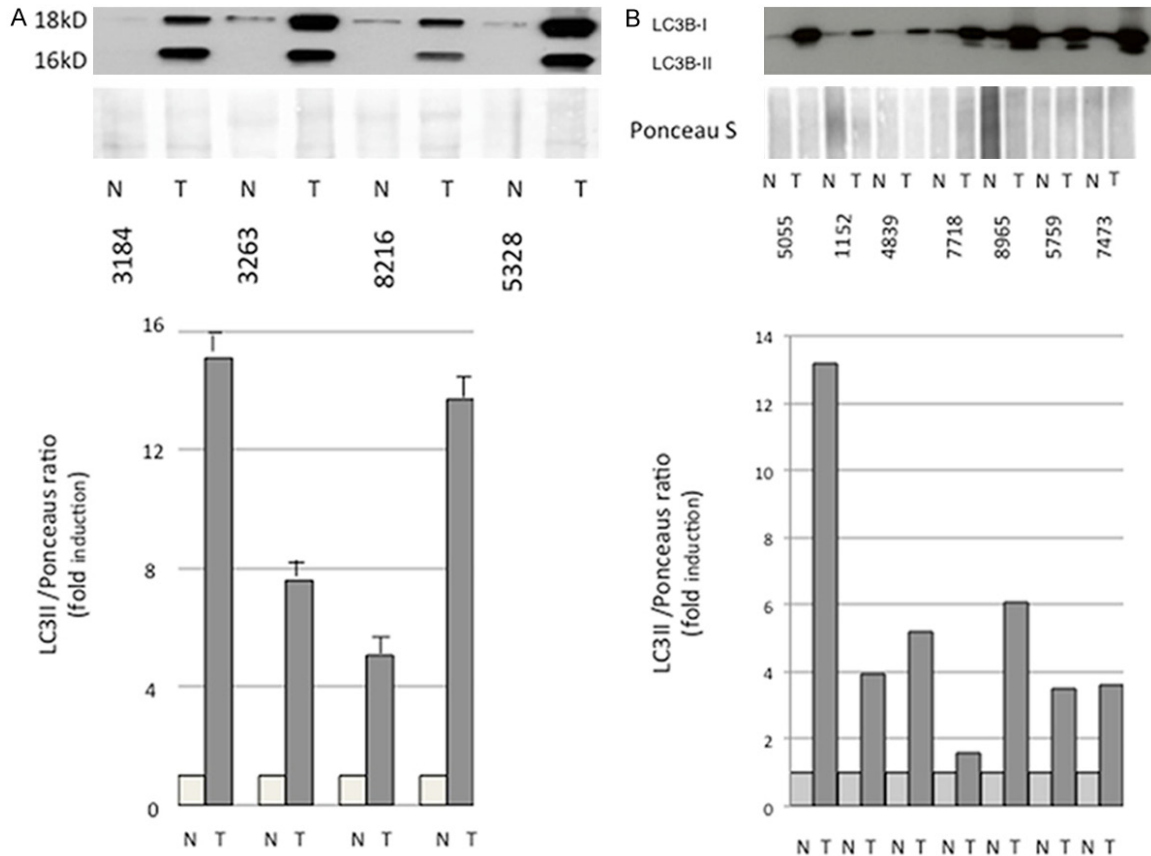 A
18kD
16kD
N T N T N T N T
3184 3263 8216 5328
16
12
8
4
0
LC3II /Ponceaus ratio
(fold induction)
N T N T N T N T
B
LC3B-I
LC3B-II
Ponceau S
N T N T N T N T N T N T N T
5055 1152 4839 7718 8965 5759 7473
14
12
10
8
6
4
2
0
LC3II /Ponceaus ratio
(fold induction)
N T N T N T N T N T N T N T